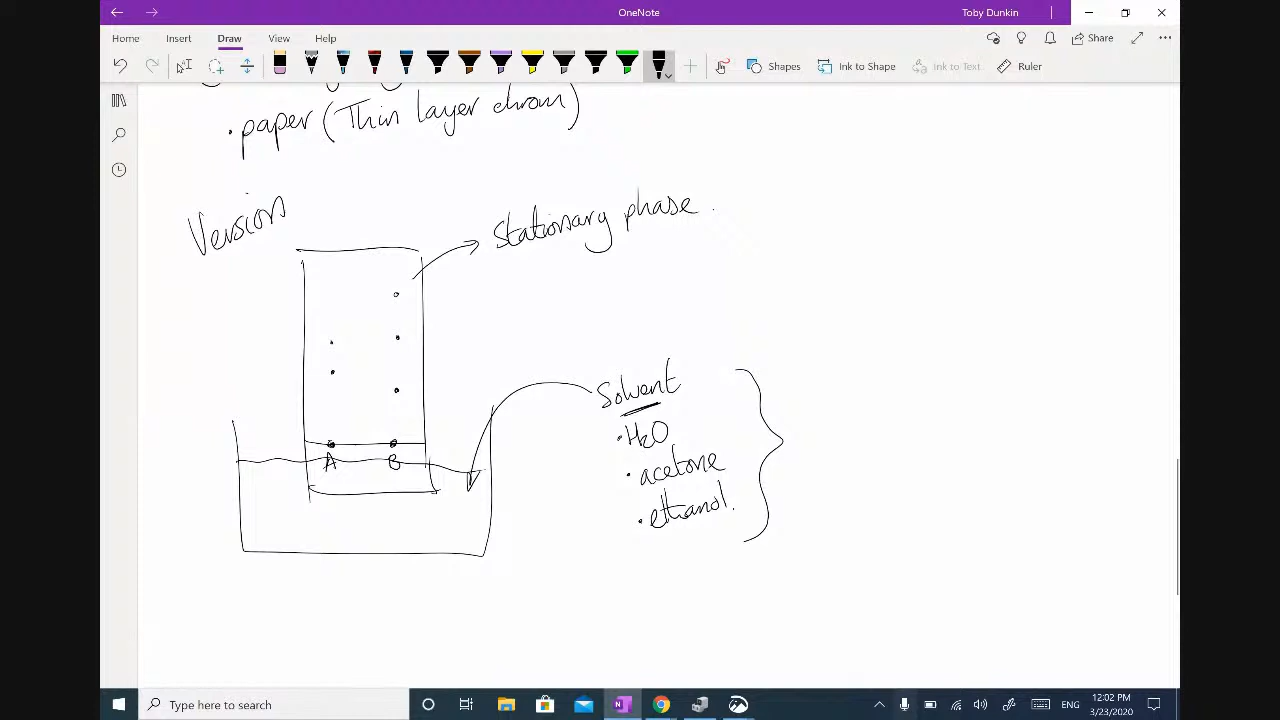 OneNote
Toby Dunkin
Home Insert Draw View Help
Share
Shapes Ink to Shape Ink to Text Ruler
·paper (Thin layer chrom)
Version
Stationary phase.
Solvent
·H2O
·acetone
·ethanol.
A B
Type here to search
ENG
12:02 PM
3/23/2020